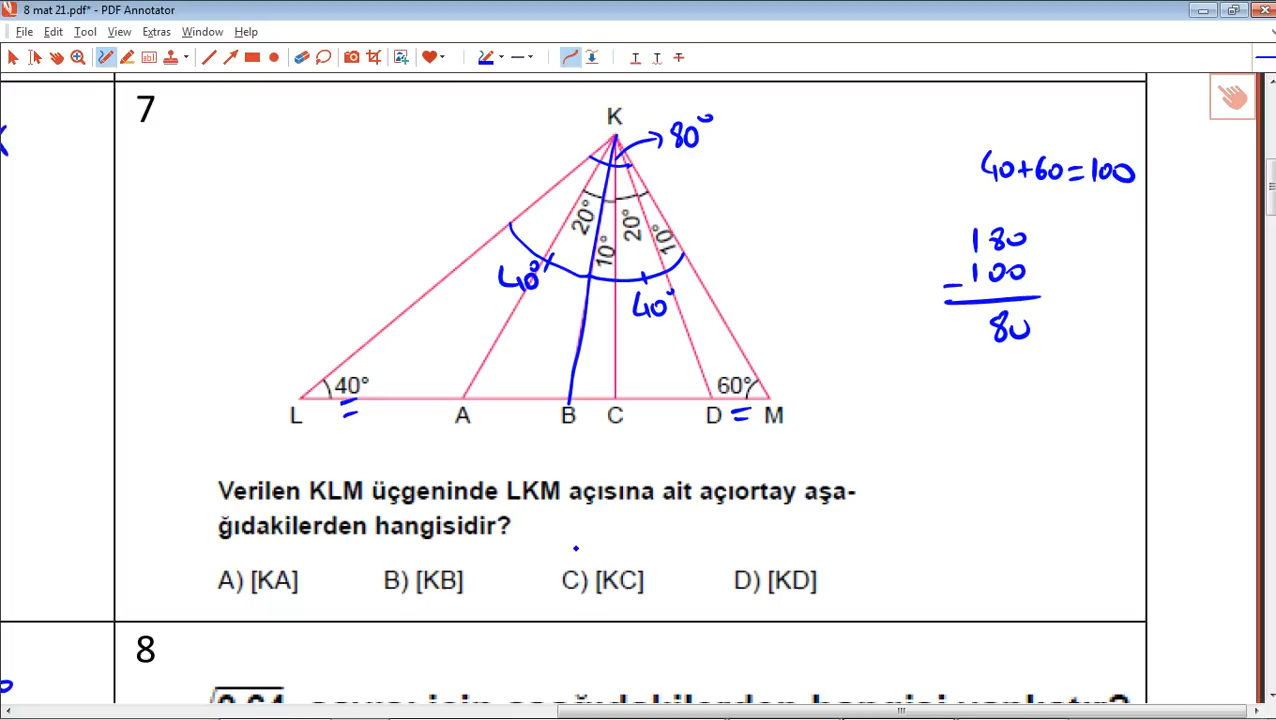 8 mat 21.pdf* - PDF Annotator
File Edit Tool View Extras Window Help
7
K
80°
40+60=100
180
- 100
80
20°
10°
20°
10°
40°
40°
40°
60°
L A B C D M
Verilen KLM üçgeninde LKM açısına ait açıortay aşa-
ğıdakilerden hangisidir?
A) [KA] B) [KB] C) [KC] D) [KD]
8